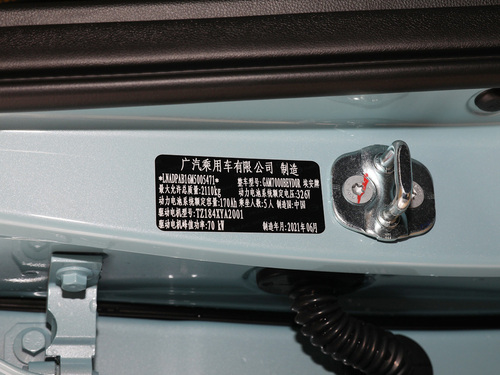 广汽乘用车有限公司 制造
*LNADPAB16M5005471* 整车型号:GAM7000BEVD0R 埃安牌
最大允许总质量:2110kg 动力电池系统额定电压:326V
动力电池系统额定容量:170Ah 乘坐人数:5人 制造国:中国
驱动电机型号:TZ184XYA2001
驱动电机峰值功率:70 kW 制造年月:2021年06月